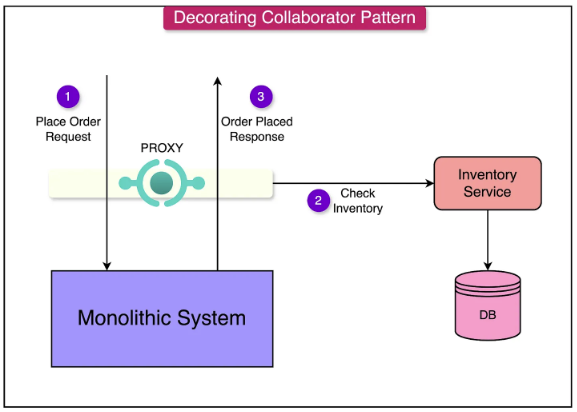 Decorating Collaborator Pattern
1
Place Order
Request
3
Order Placed
Response
PROXY
2
Check
Inventory
Inventory
Service
Monolithic System
DB